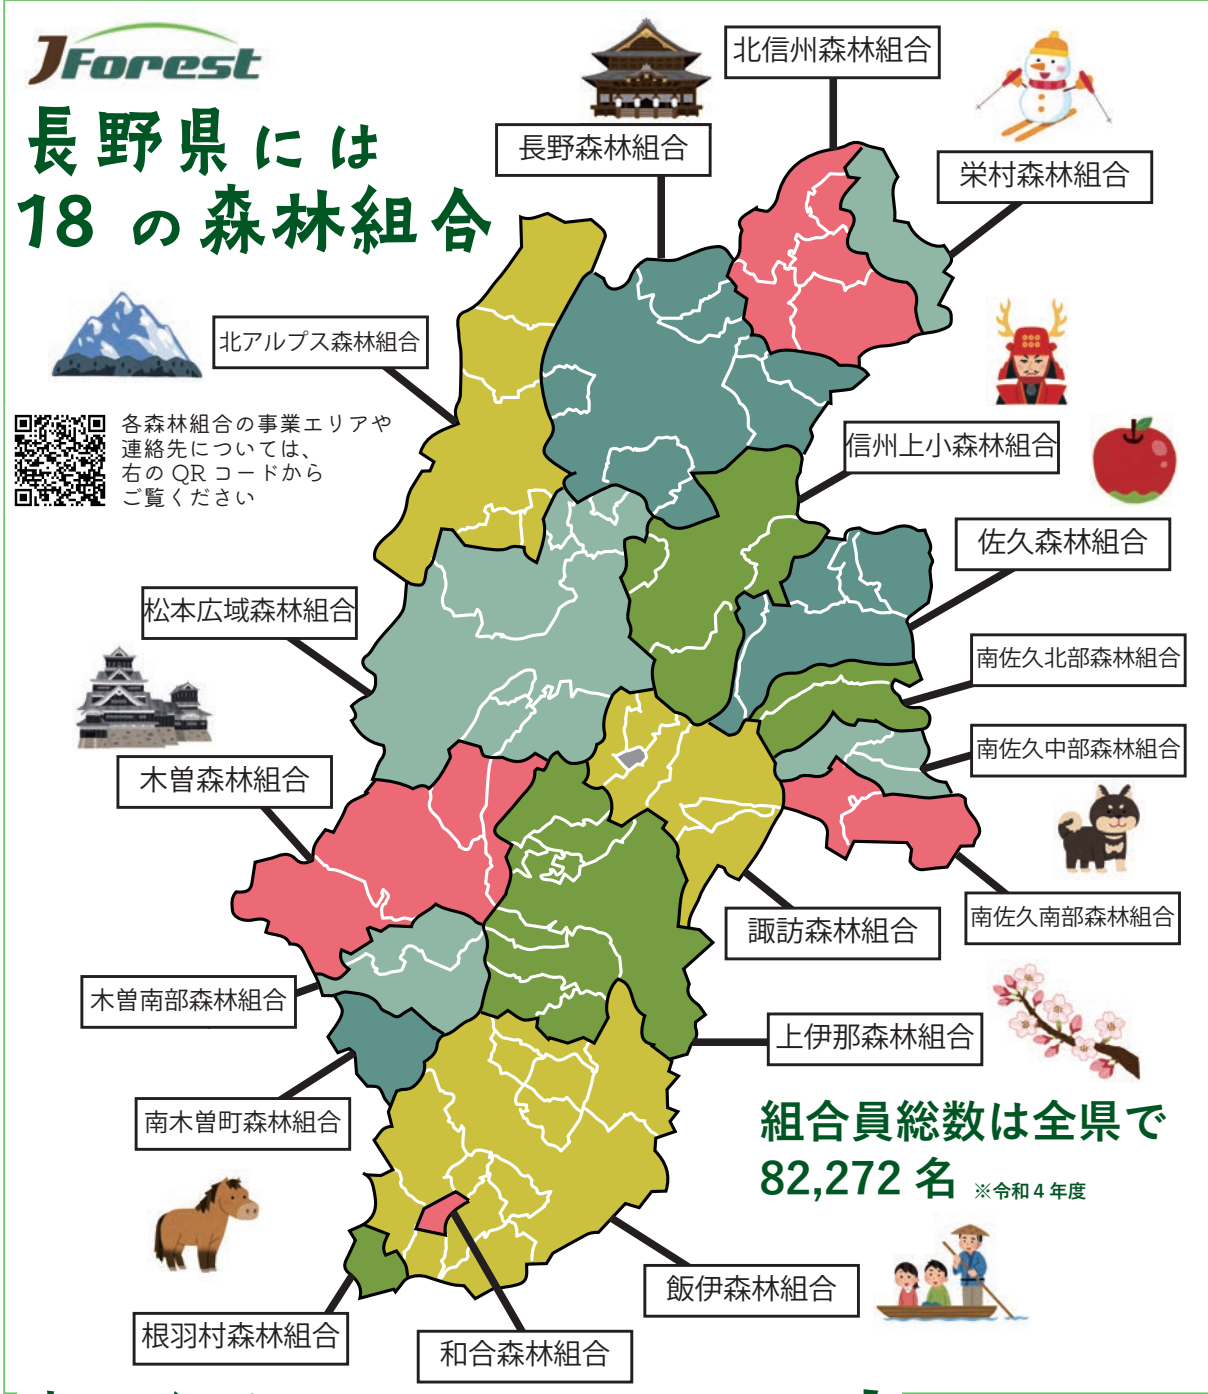 JForest
長野県には
18の森林組合
北信州森林組合
長野森林組合
栄村森林組合
北アルプス森林組合
各森林組合の事業エリアや
連絡先については、
右のQRコードから
ご覧ください
信州上小森林組合
佐久森林組合
松本広域森林組合
南佐久北部森林組合
南佐久中部森林組合
木曽森林組合
南佐久南部森林組合
諏訪森林組合
木曽南部森林組合
上伊那森林組合
南木曽町森林組合
組合員総数は全県で
82,272名 ※令和4年度
飯伊森林組合
根羽村森林組合
和合森林組合